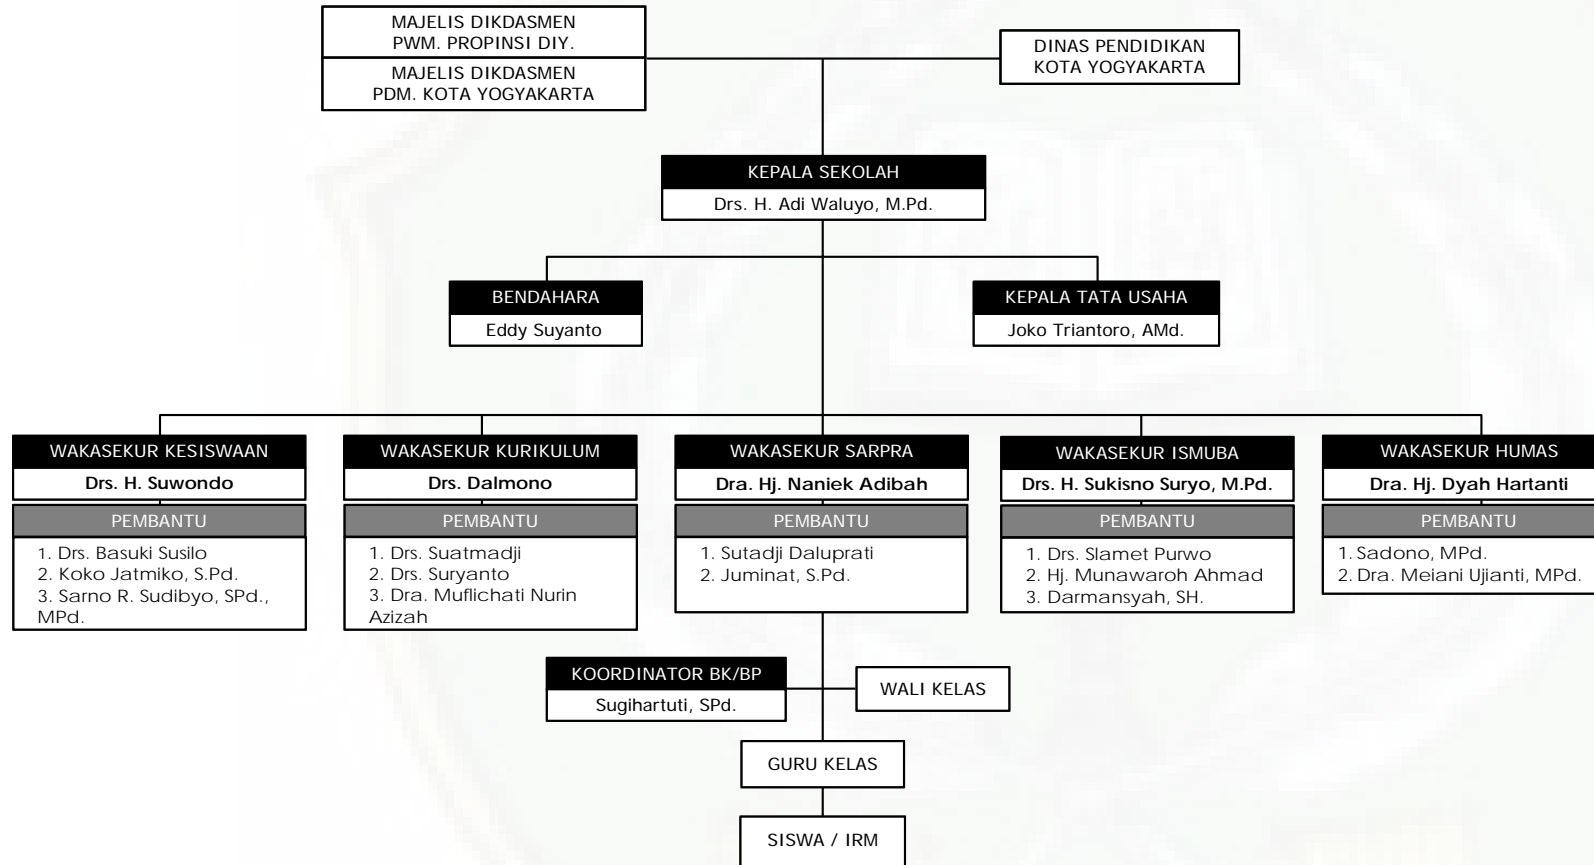 MAJELIS DIKDASMEN
PWM. PROPINSI DIY.
MAJELIS DIKDASMEN
PDM. KOTA YOGYAKARTA
DINAS PENDIDIKAN
KOTA YOGYAKARTA
KEPALA SEKOLAH
Drs. H. Adi Waluyo, M.Pd.
BENDAHARA
Eddy Suyanto
KEPALA TATA USAHA
Joko Triantoro, AMd.
WAKASEKUR KESISWAAN
Drs. H. Suwondo
PEMBANTU
1. Drs. Basuki Susilo
2. Koko Jatmiko, S.Pd.
3. Sarno R. Sudibyo, SPd.,
MPd.
WAKASEKUR KURIKULUM
Drs. Dalmono
PEMBANTU
1. Drs. Suatmadji
2. Drs. Suryanto
3. Dra. Muflichati Nurin
Azizah
WAKASEKUR SARPRA
Dra. Hj. Naniek Adibah
PEMBANTU
1. Sutadji Daluprati
2. Juminat, S.Pd.
WAKASEKUR ISMUBA
Drs. H. Sukisno Suryo, M.Pd.
PEMBANTU
1. Drs. Slamet Purwo
2. Hj. Munawaroh Ahmad
3. Darmansyah, SH.
WAKASEKUR HUMAS
Dra. Hj. Dyah Hartanti
PEMBANTU
1. Sadono, MPd.
2. Dra. Meiani Ujianti, MPd.
KOORDINATOR BK/BP
Sugihartuti, SPd.
WALI KELAS
GURU KELAS
SISWA / IRM